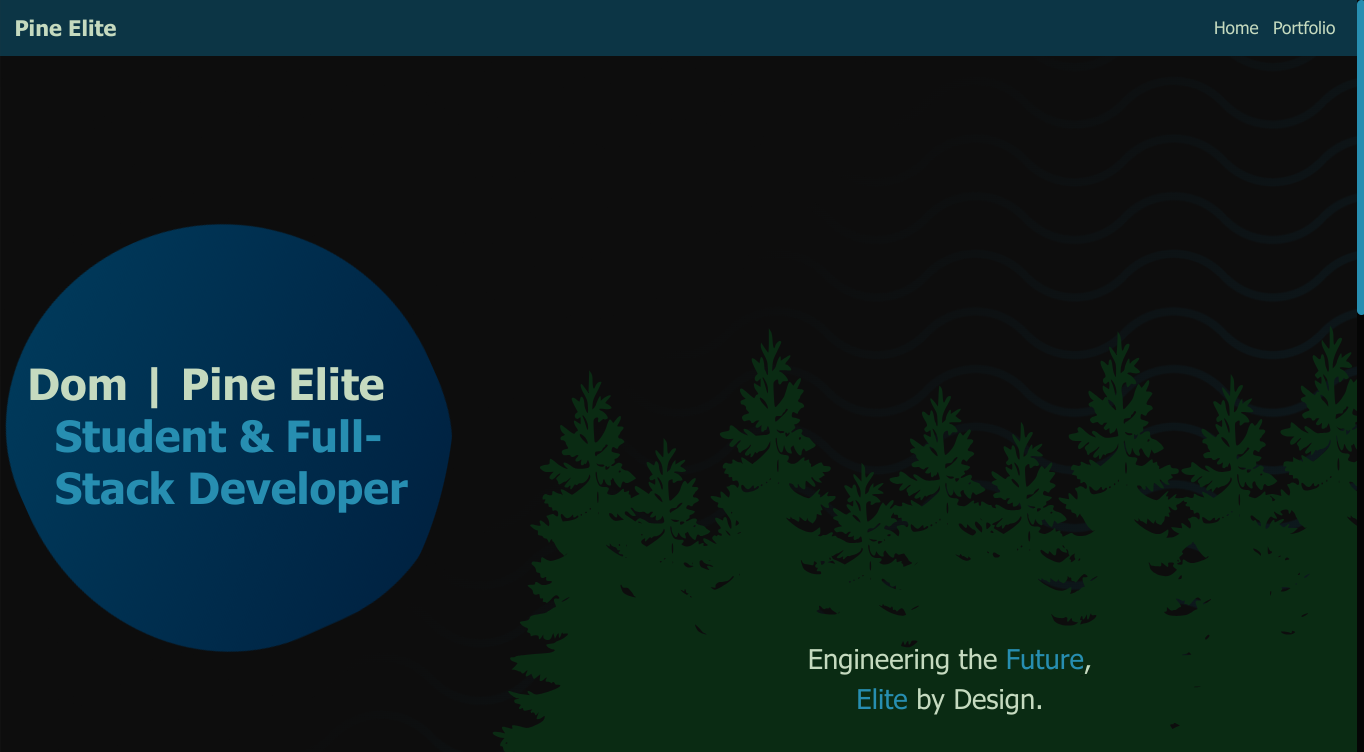 Pine Elite
Home Portfolio
Dom | Pine Elite
Student & Full-
Stack Developer
Engineering the Future,
Elite by Design.